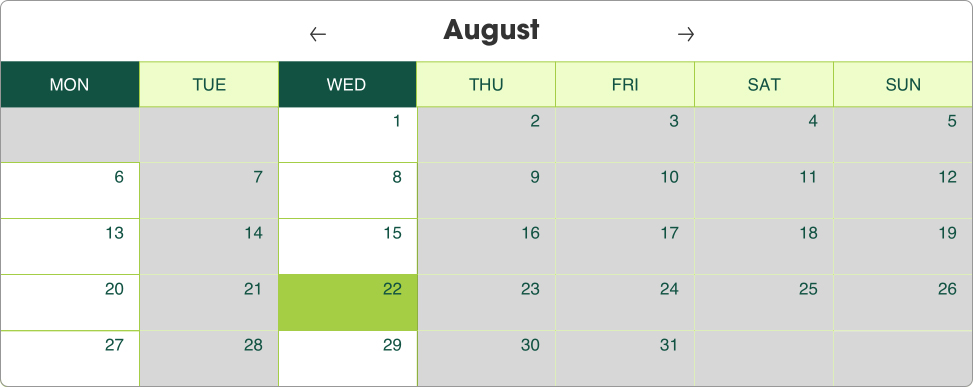 ← August →
MON TUE WED THU FRI SAT SUN
1 2 3 4 5
6 7 8 9 10 11 12
13 14 15 16 17 18 19
20 21 22 23 24 25 26
27 28 29 30 31